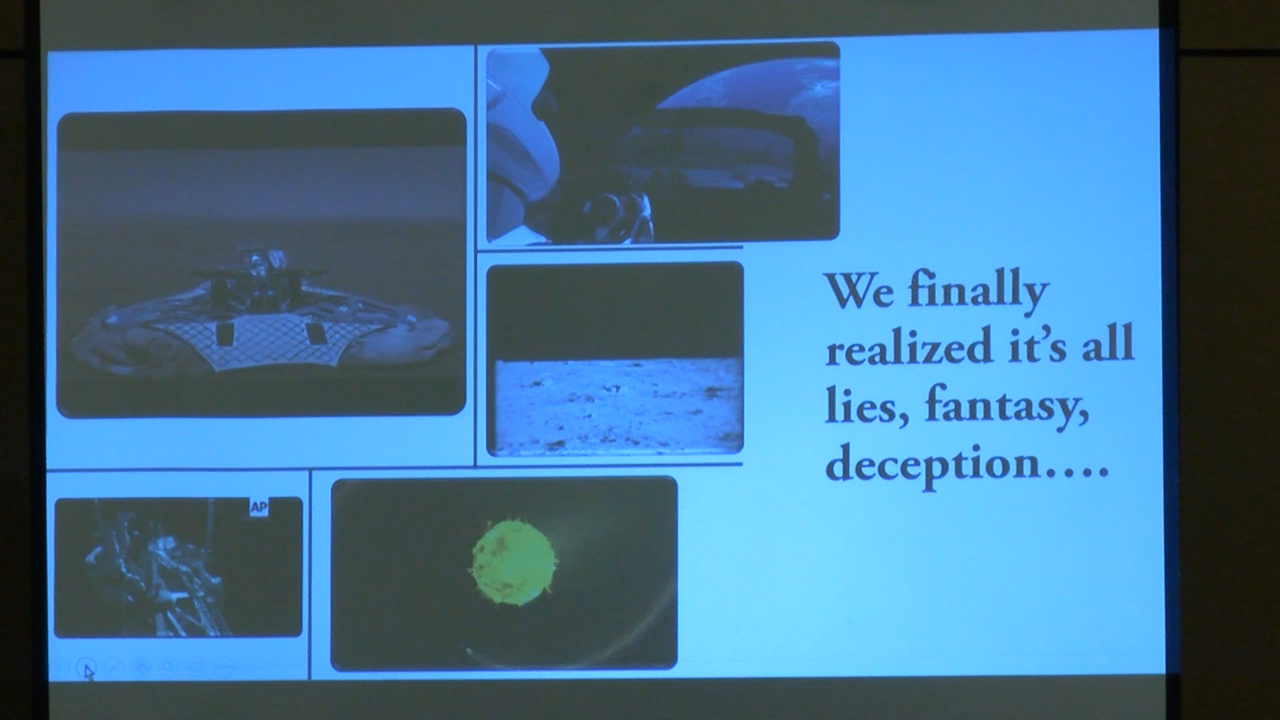 AP
We finally
realized it's all
lies, fantasy,
deception....